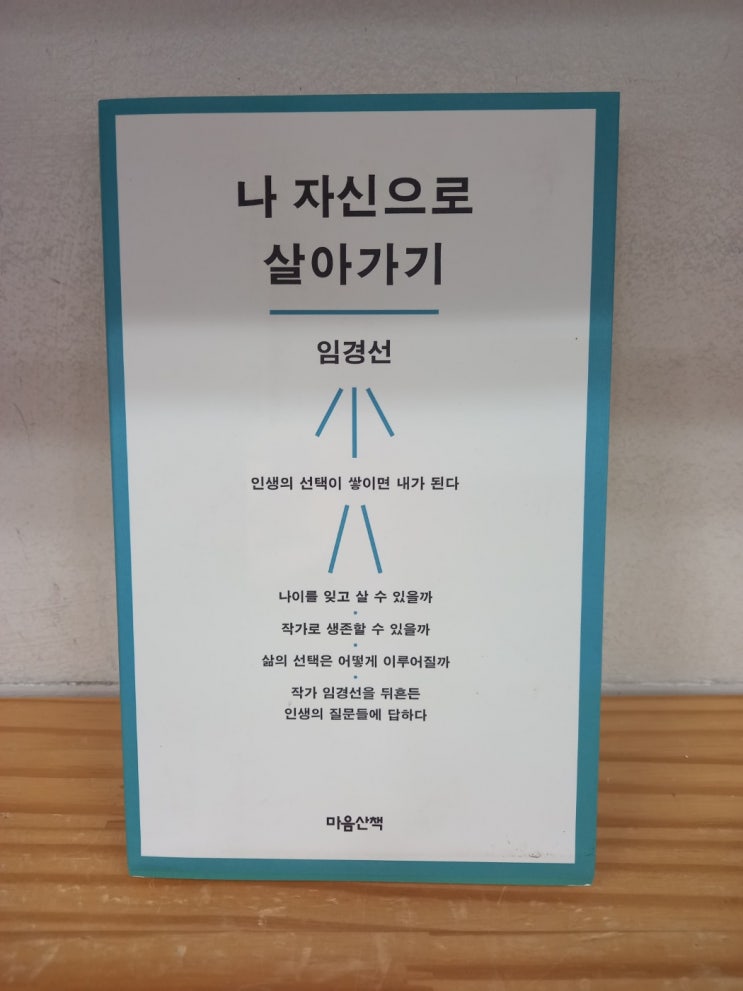 나 자신으로
살아가기
임경선
인생의 선택이 쌓이면 내가 된다
나이를 잊고 살 수 있을까
작가로 생존할 수 있을까
삶의 선택은 어떻게 이루어질까
작가 임경선을 뒤흔든
인생의 질문들에 답하다
마음산책